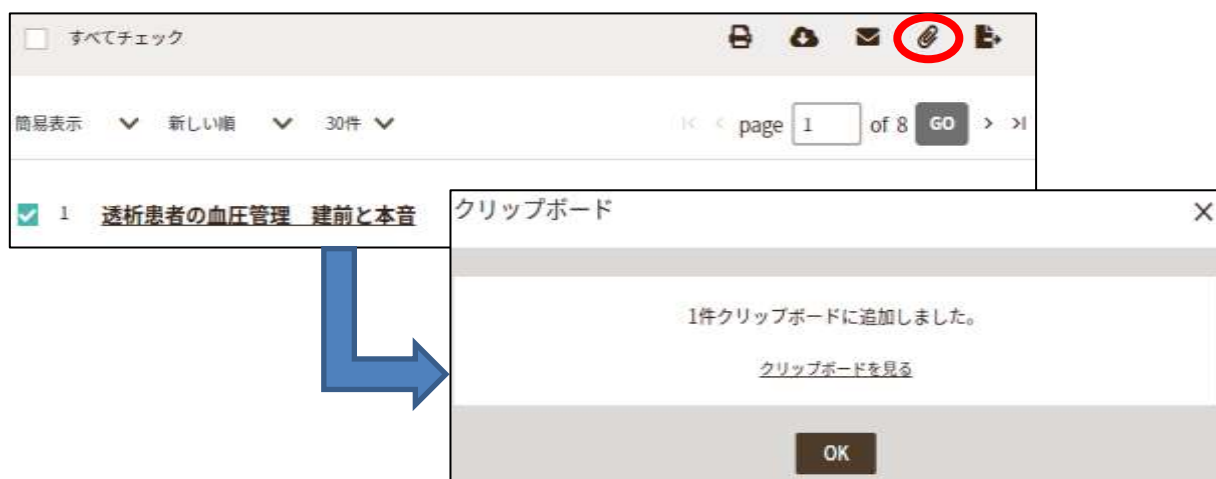 すべてチェック
簡易表示 新しい順 30件 page 1 of 8 GO
1 透析患者の血圧管理 建前と本音
クリップボード
1件クリップボードに追加しました。
クリップボードを見る
OK